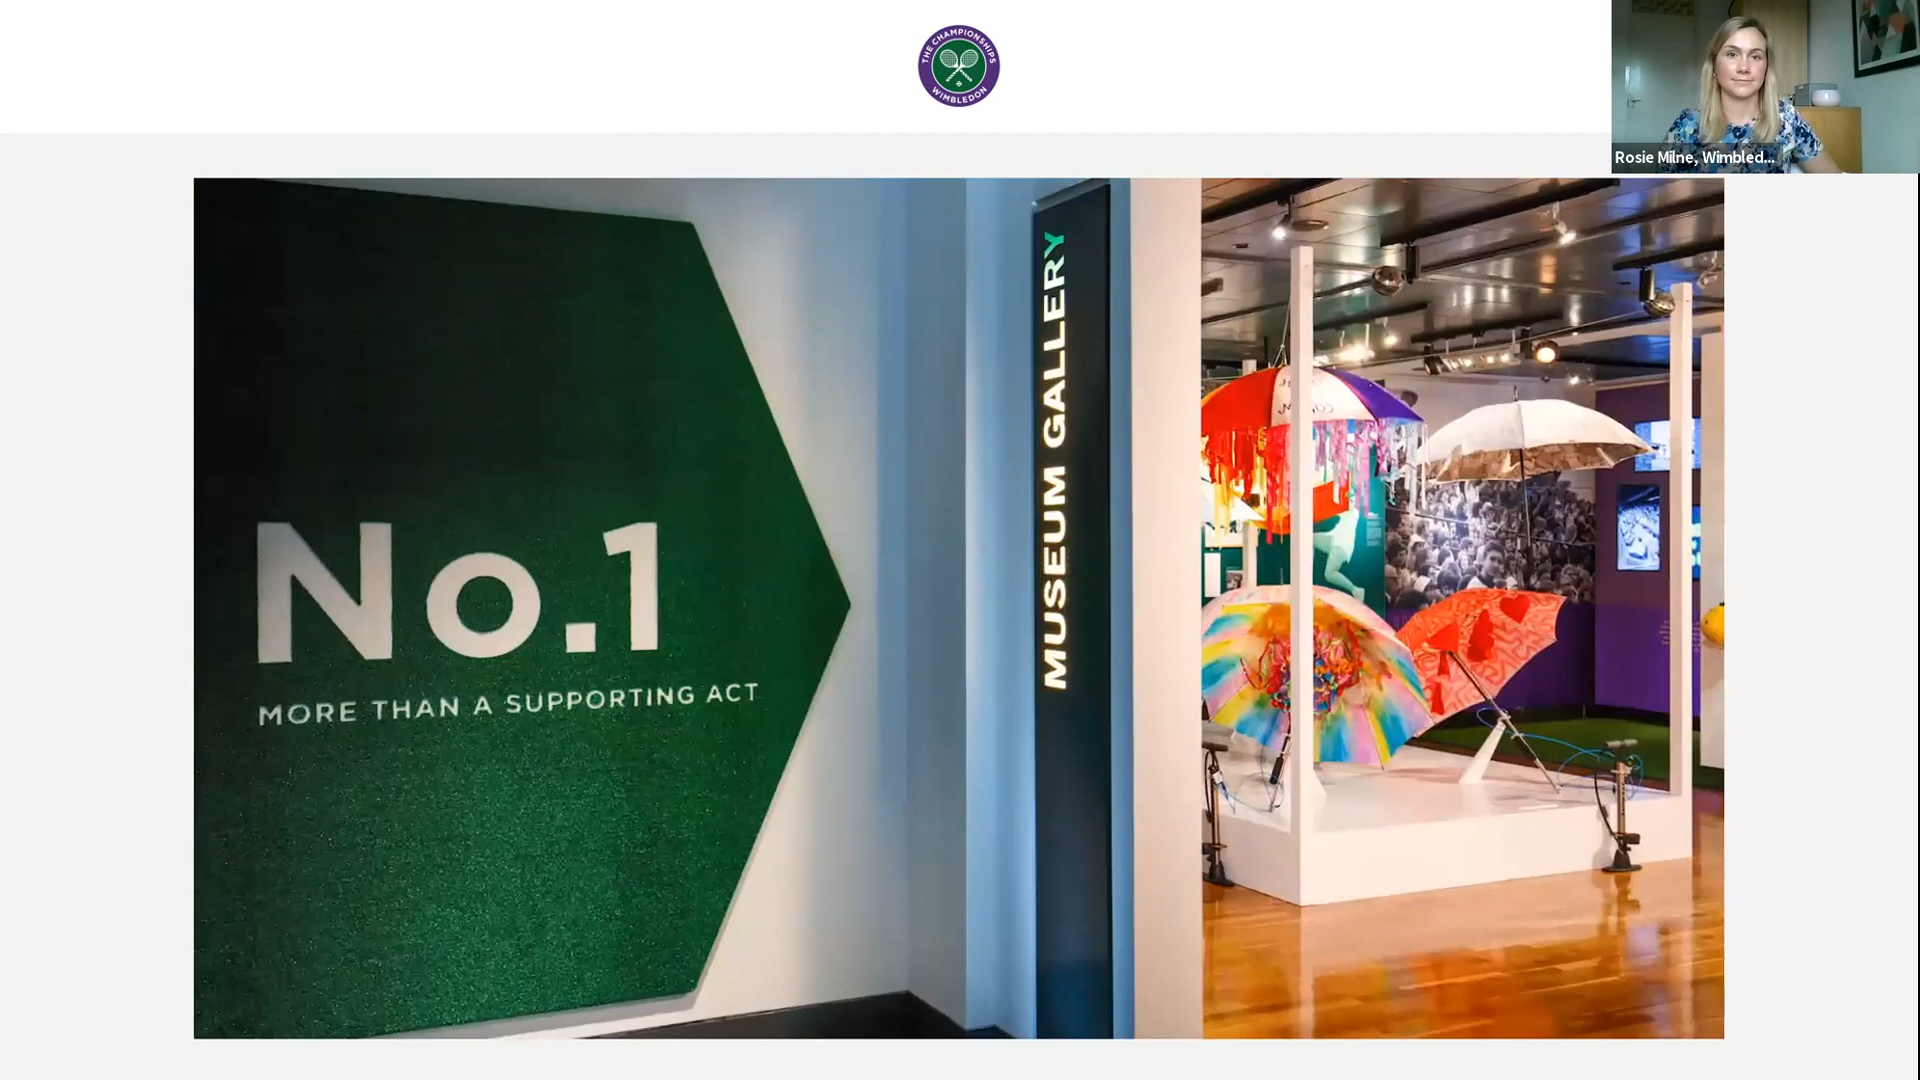 THE CHAMPIONSHIPS
WIMBLEDON
Rosie Milne, Wimbled...
No.1
MORE THAN A SUPPORTING ACT
MUSEUM GALLERY